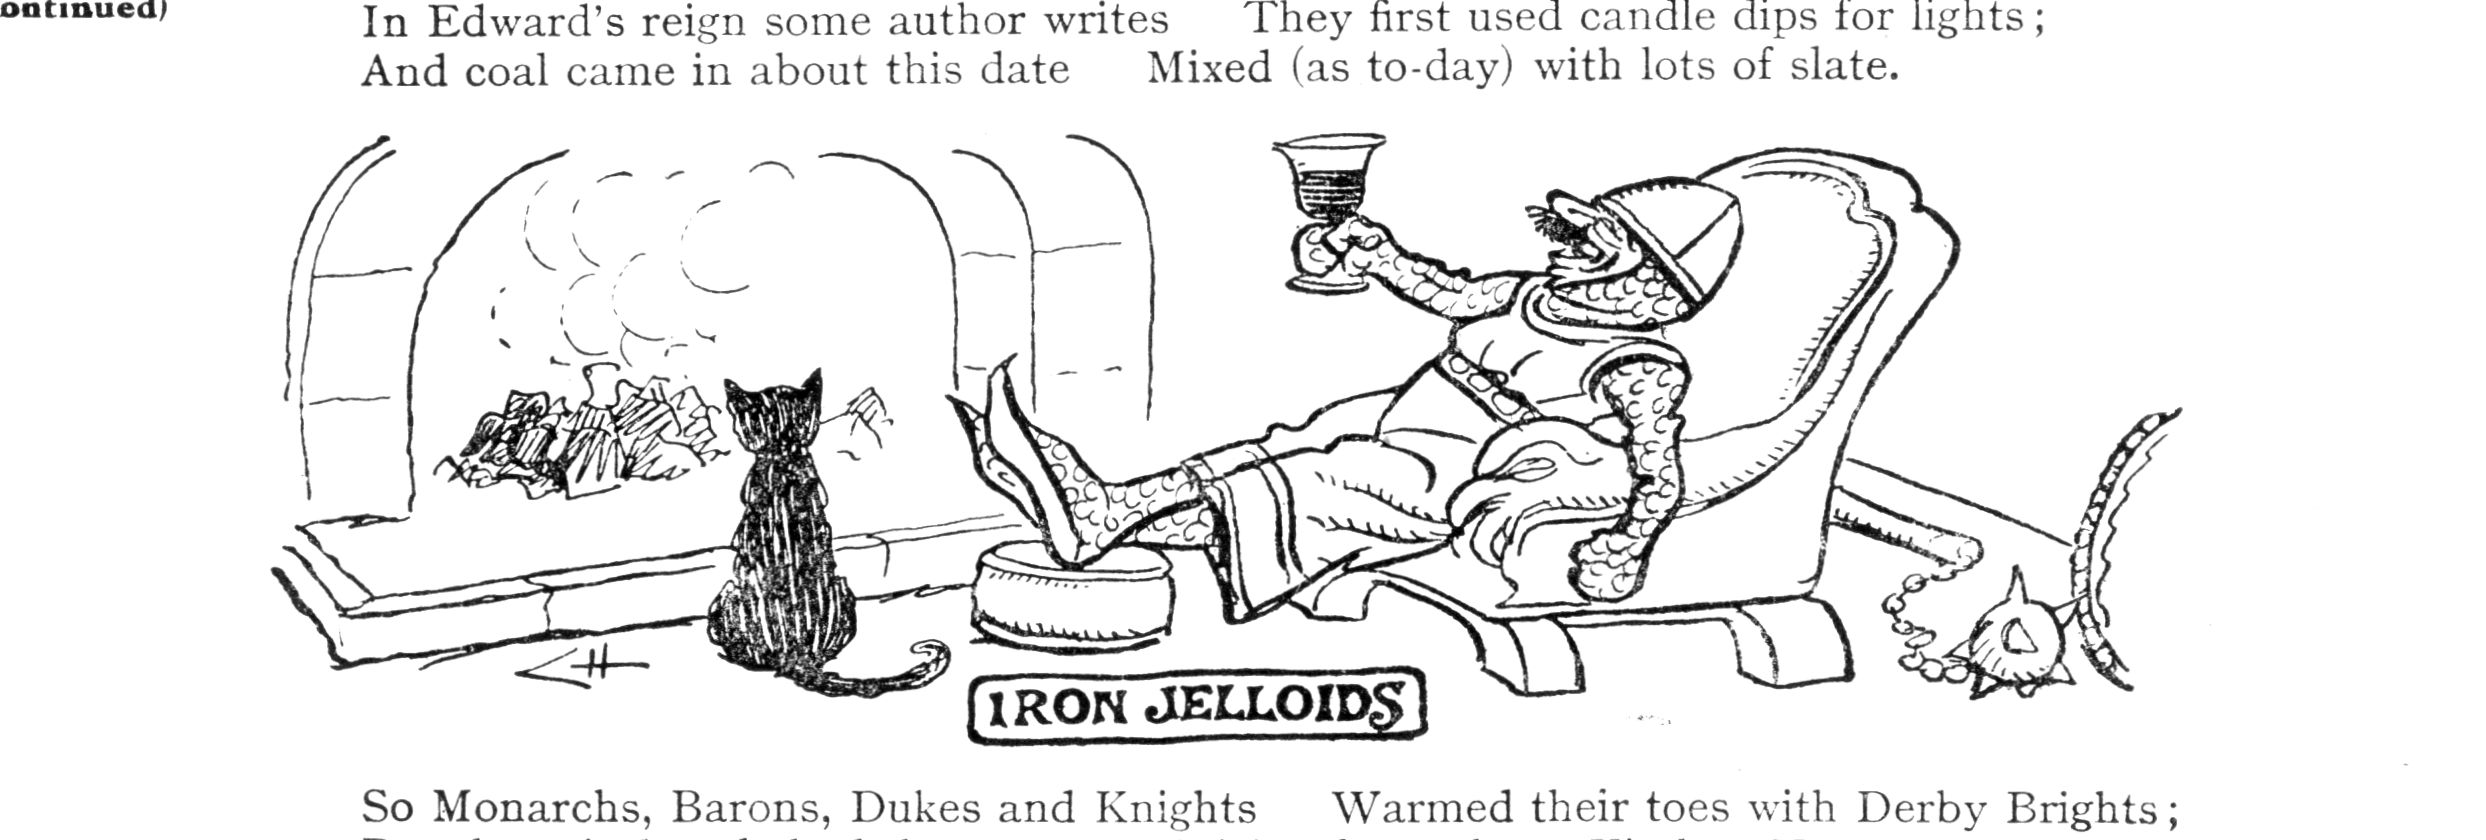 In Edward's reign some author writes They first used candle dips for lights;
And coal came in about this date Mixed (as to-day) with lots of slate.
IRON JELLOIDS
So Monarchs, Barons, Dukes and Knights Warmed their toes with Derby Brights;